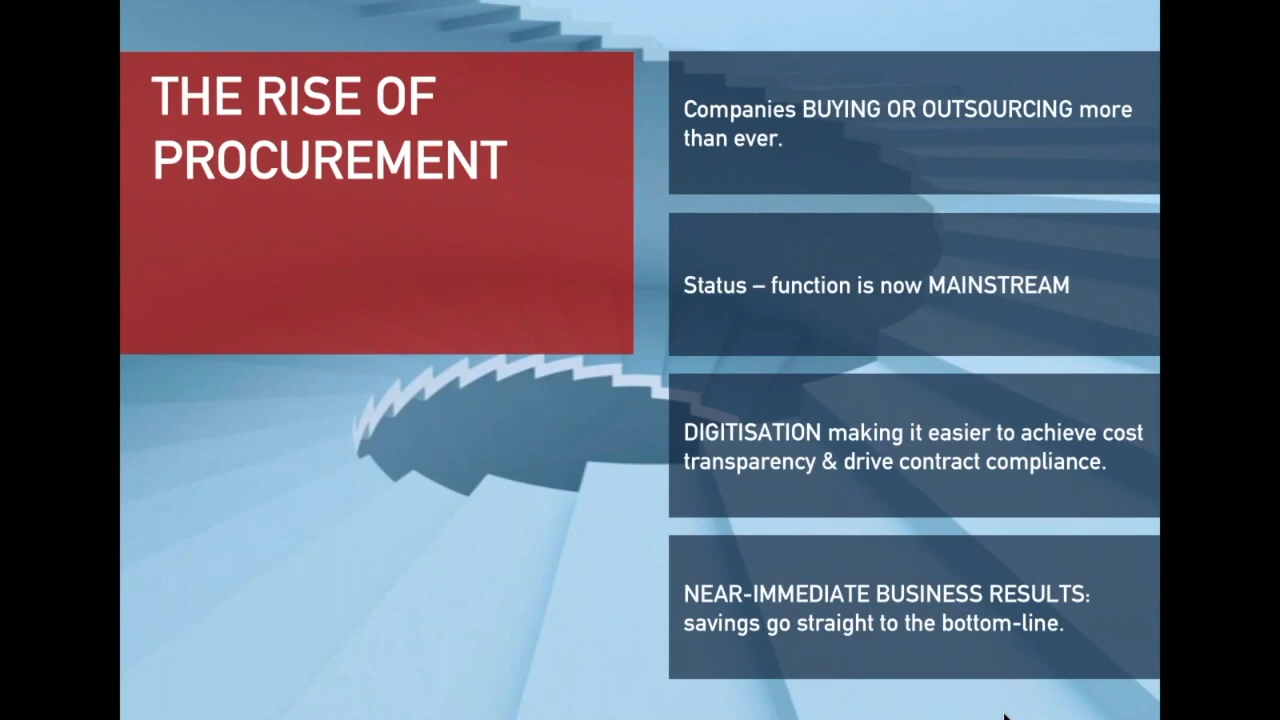 THE RISE OF
PROCUREMENT
Companies BUYING OR OUTSOURCING more
than ever.
Status – function is now MAINSTREAM
DIGITISATION making it easier to achieve cost
transparency & drive contract compliance.
NEAR-IMMEDIATE BUSINESS RESULTS:
savings go straight to the bottom-line.